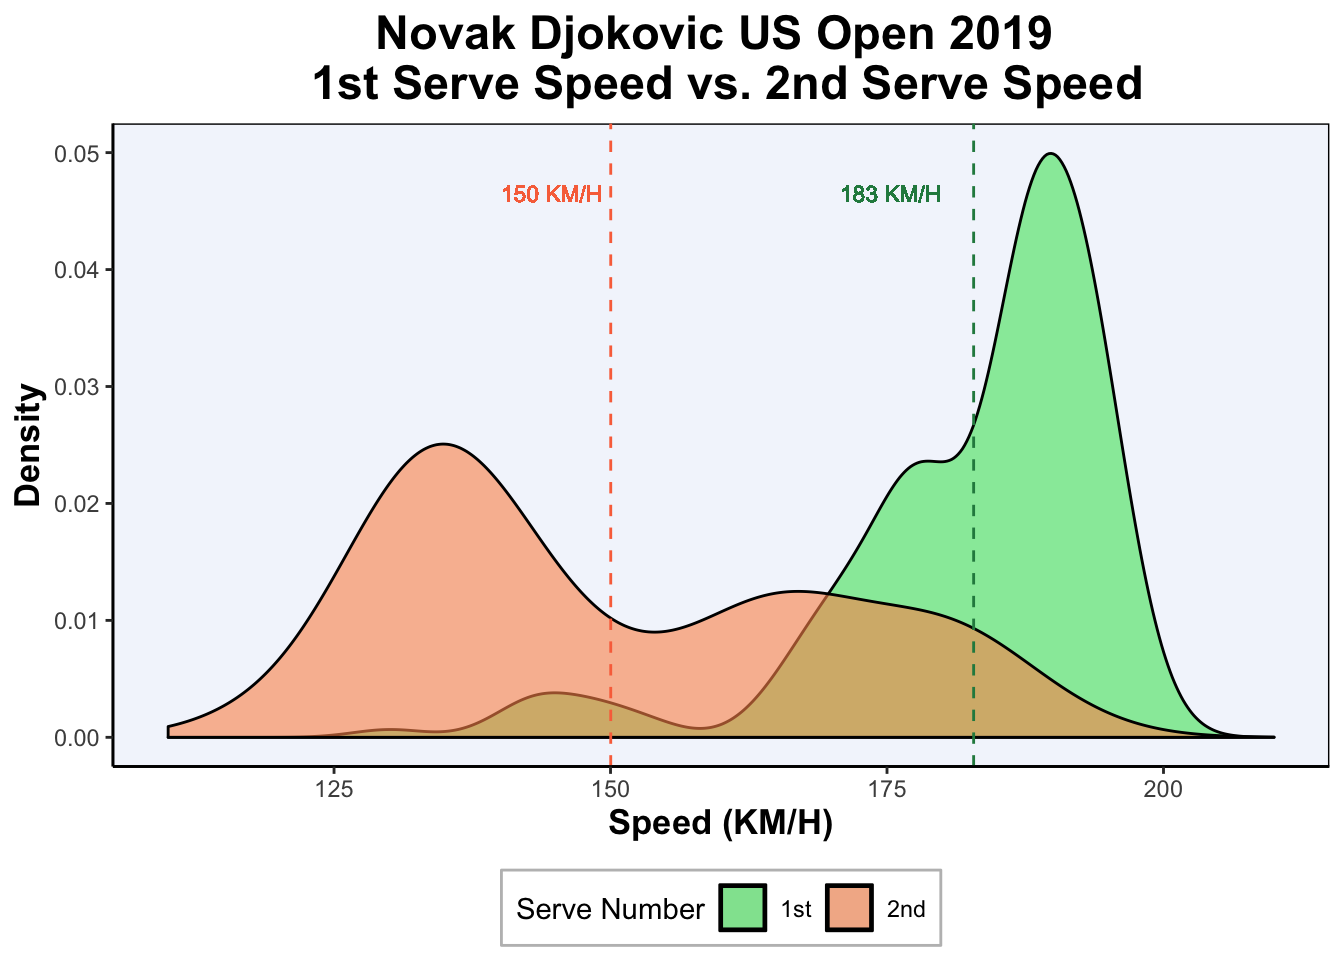 Novak Djokovic US Open 2019
1st Serve Speed vs. 2nd Serve Speed
0.05
150 KM/H
183 KM/H
0.04
0.03
Density
0.02
0.01
0.00
125
150
175
200
Speed (KM/H)
Serve Number
1st
2nd